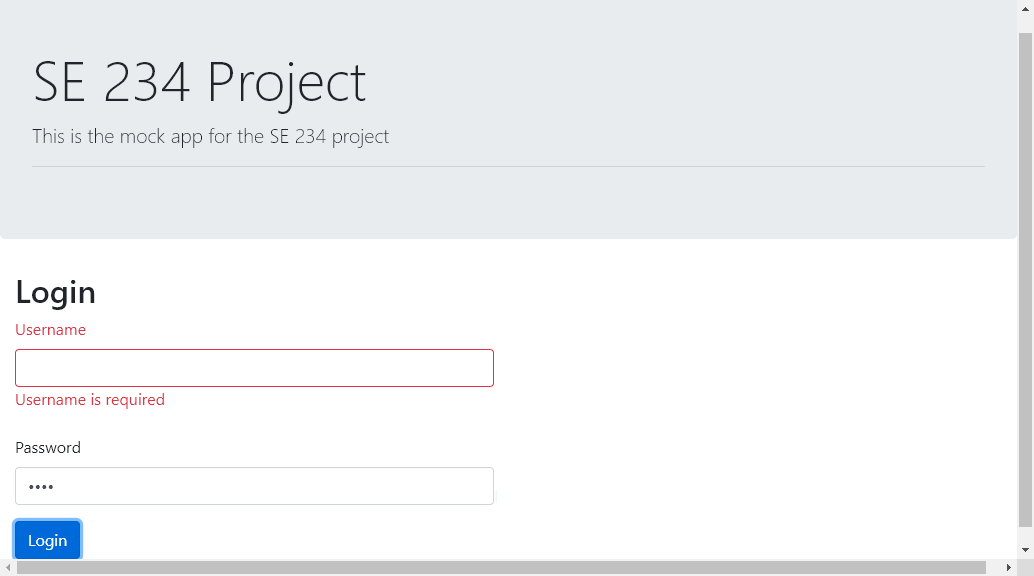 SE 234 Project
This is the mock app for the SE 234 project
Login
Username
Username is required
Password
••••
Login